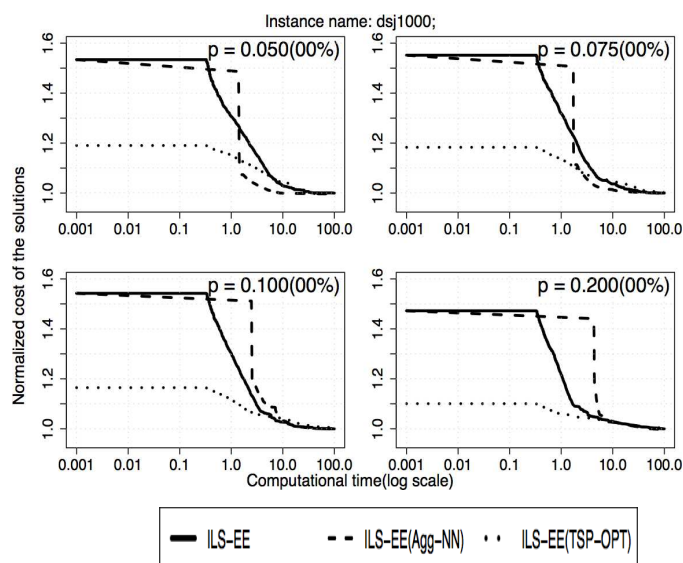 Instance name: dsj1000;
p = 0.050(00%)
p = 0.075(00%)
1.6
1.4
1.2
1.0
0.001 0.01 0.1 1.0 10.0 100.0
1.6
1.4
1.2
1.0
0.001 0.01 0.1 1.0 10.0 100.0
p = 0.100(00%)
p = 0.200(00%)
1.6
1.4
1.2
1.0
0.001 0.01 0.1 1.0 10.0 100.0
1.6
1.4
1.2
1.0
0.001 0.01 0.1 1.0 10.0 100.0
Normalized cost of the solutions
Computational time(log scale)
ILS−EE
ILS−EE(Agg−NN)
ILS−EE(TSP−OPT)